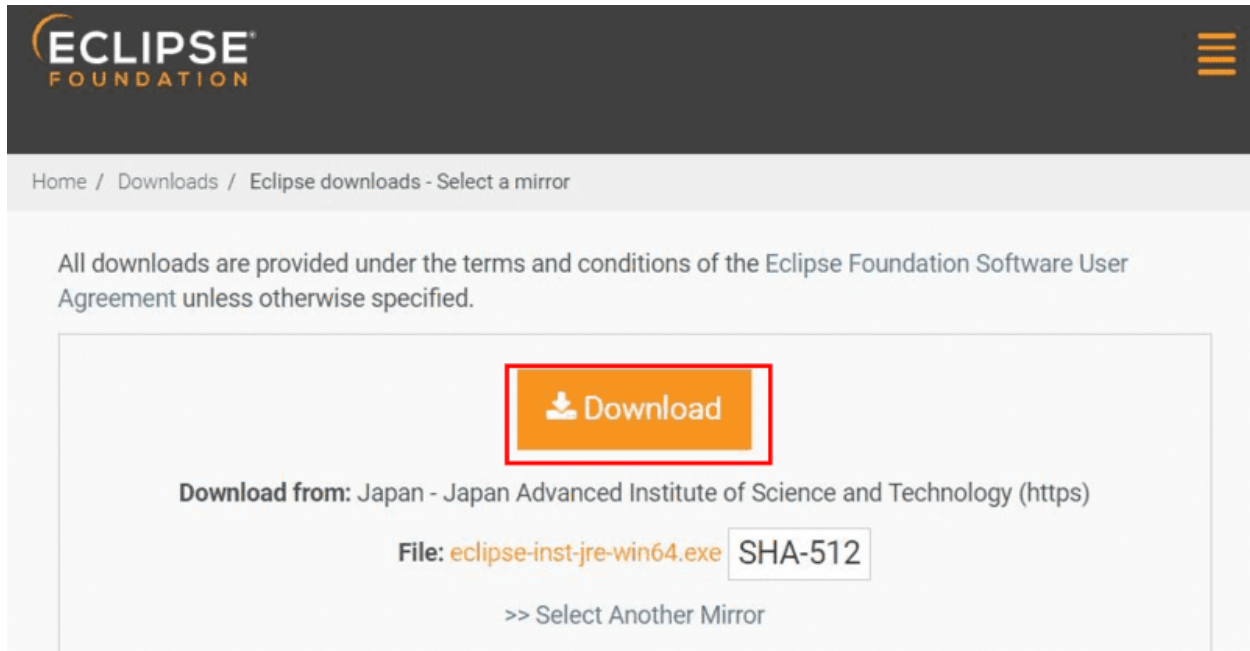 ECLIPSE®
FOUNDATION
Home / Downloads / Eclipse downloads - Select a mirror
All downloads are provided under the terms and conditions of the Eclipse Foundation Software User
Agreement unless otherwise specified.
Download
Download from: Japan - Japan Advanced Institute of Science and Technology (https)
File: eclipse-inst-jre-win64.exe SHA-512
>> Select Another Mirror